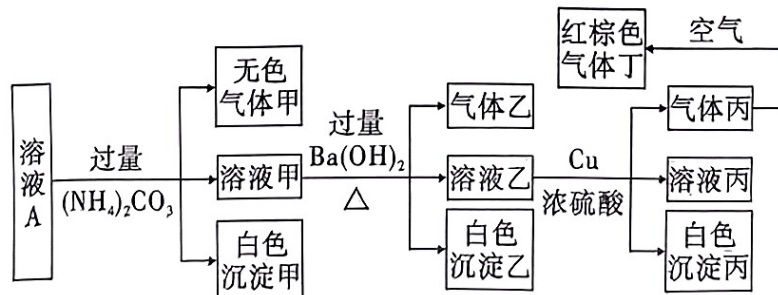 红棕色
气体丁
空气
无色
气体甲
过量
Ba(OH)₂
△
气体乙
气体丙
溶液A
过量
(NH₄)₂CO₃
溶液甲
溶液乙
Cu
浓硫酸
溶液丙
白色
沉淀甲
白色
沉淀乙
白色
沉淀丙